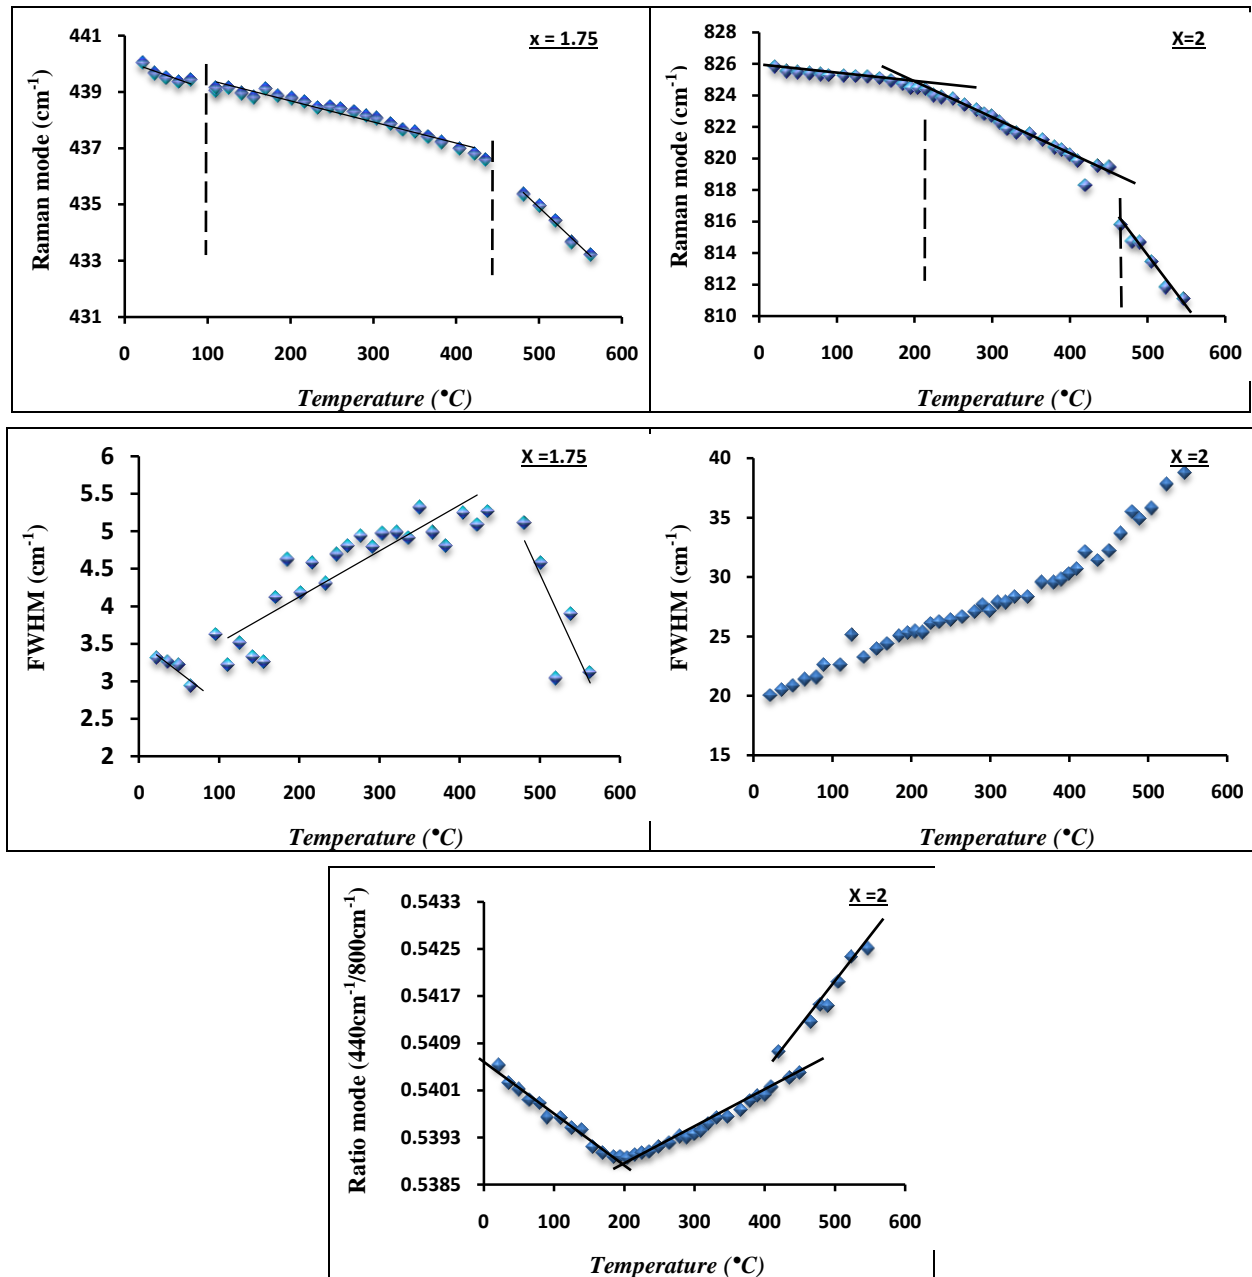 x = 1.75
Raman mode (cm-1)
441
439
437
435
433
431
0 100 200 300 400 500 600
Temperature (•C)
X=2
Raman mode (cm-1)
828
826
824
822
820
818
816
814
812
810
0 100 200 300 400 500 600
Temperature (•C)
X =1.75
FWHM (cm-1)
6
5.5
5
4.5
4
3.5
3
2.5
2
0 100 200 300 400 500 600
Temperature (•C)
X =2
FWHM (cm-1)
40
35
30
25
20
15
0 100 200 300 400 500 600
Temperature (•C)
X =2
Ratio mode (440cm-1/800cm-1)
0.5433
0.5425
0.5417
0.5409
0.5401
0.5393
0.5385
0 100 200 300 400 500 600
Temperature (•C)